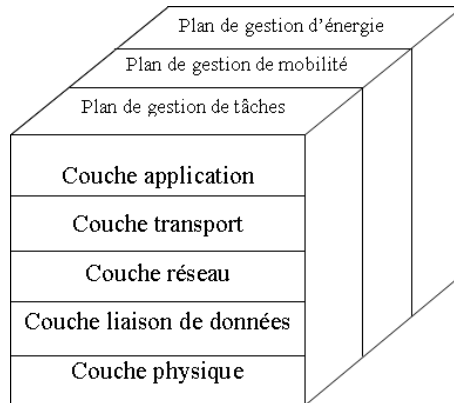 Plan de gestion d'énergie
Plan de gestion de mobilité
Plan de gestion de tâches
Couche application
Couche transport
Couche réseau
Couche liaison de données
Couche physique